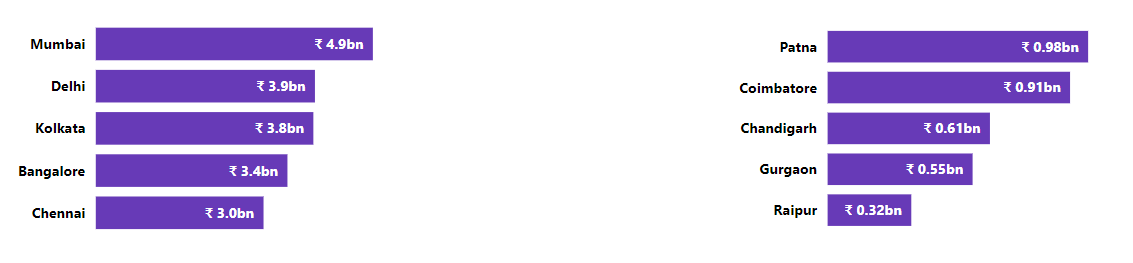 Mumbai ₹ 4.9bn
Delhi ₹ 3.9bn
Kolkata ₹ 3.8bn
Bangalore ₹ 3.4bn
Chennai ₹ 3.0bn
Patna ₹ 0.98bn
Coimbatore ₹ 0.91bn
Chandigarh ₹ 0.61bn
Gurgaon ₹ 0.55bn
Raipur ₹ 0.32bn